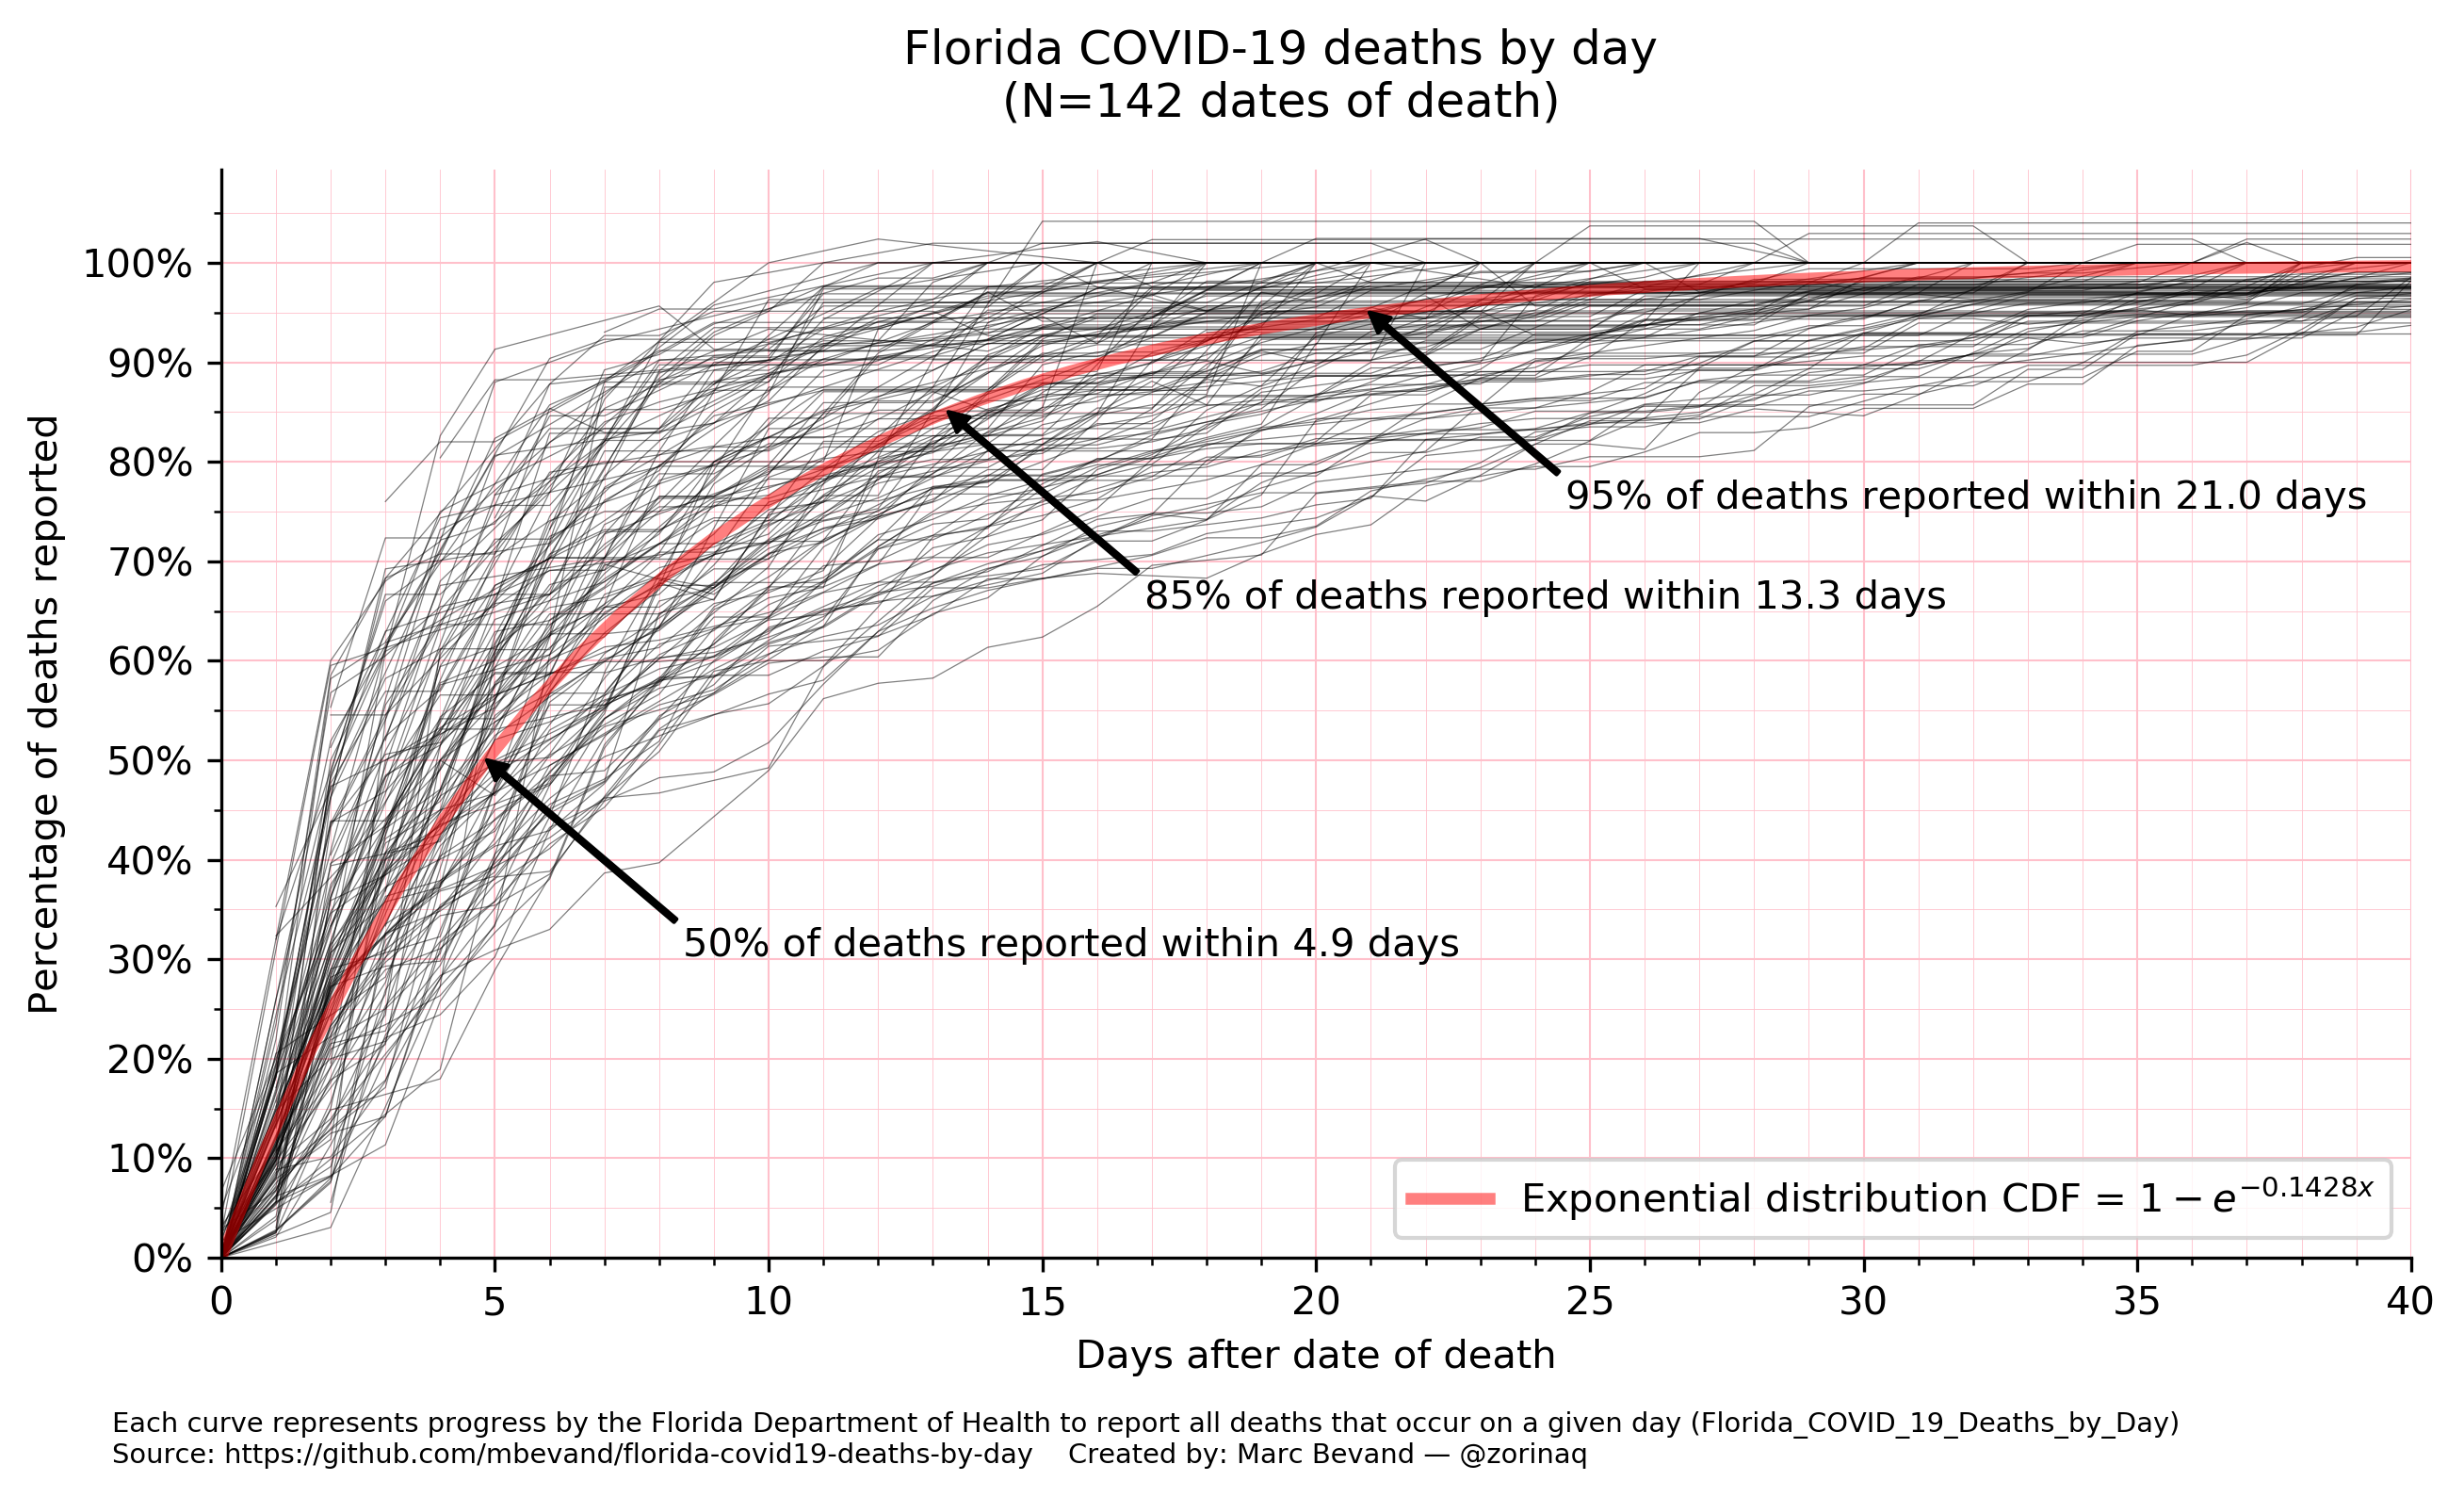 Florida COVID-19 deaths by day
(N=142 dates of death)
Percentage of deaths reported
100%
90%
80%
70%
60%
50%
40%
30%
20%
10%
0%
95% of deaths reported within 21.0 days
85% of deaths reported within 13.3 days
50% of deaths reported within 4.9 days
Exponential distribution CDF = 1 − e^{−0.1428x}
0 5 10 15 20 25 30 35 40
Days after date of death
Each curve represents progress by the Florida Department of Health to report all deaths that occur on a given day (Florida_COVID_19_Deaths_by_Day)
Source: https://github.com/mbevand/florida-covid19-deaths-by-day Created by: Marc Bevand — @zorinaq